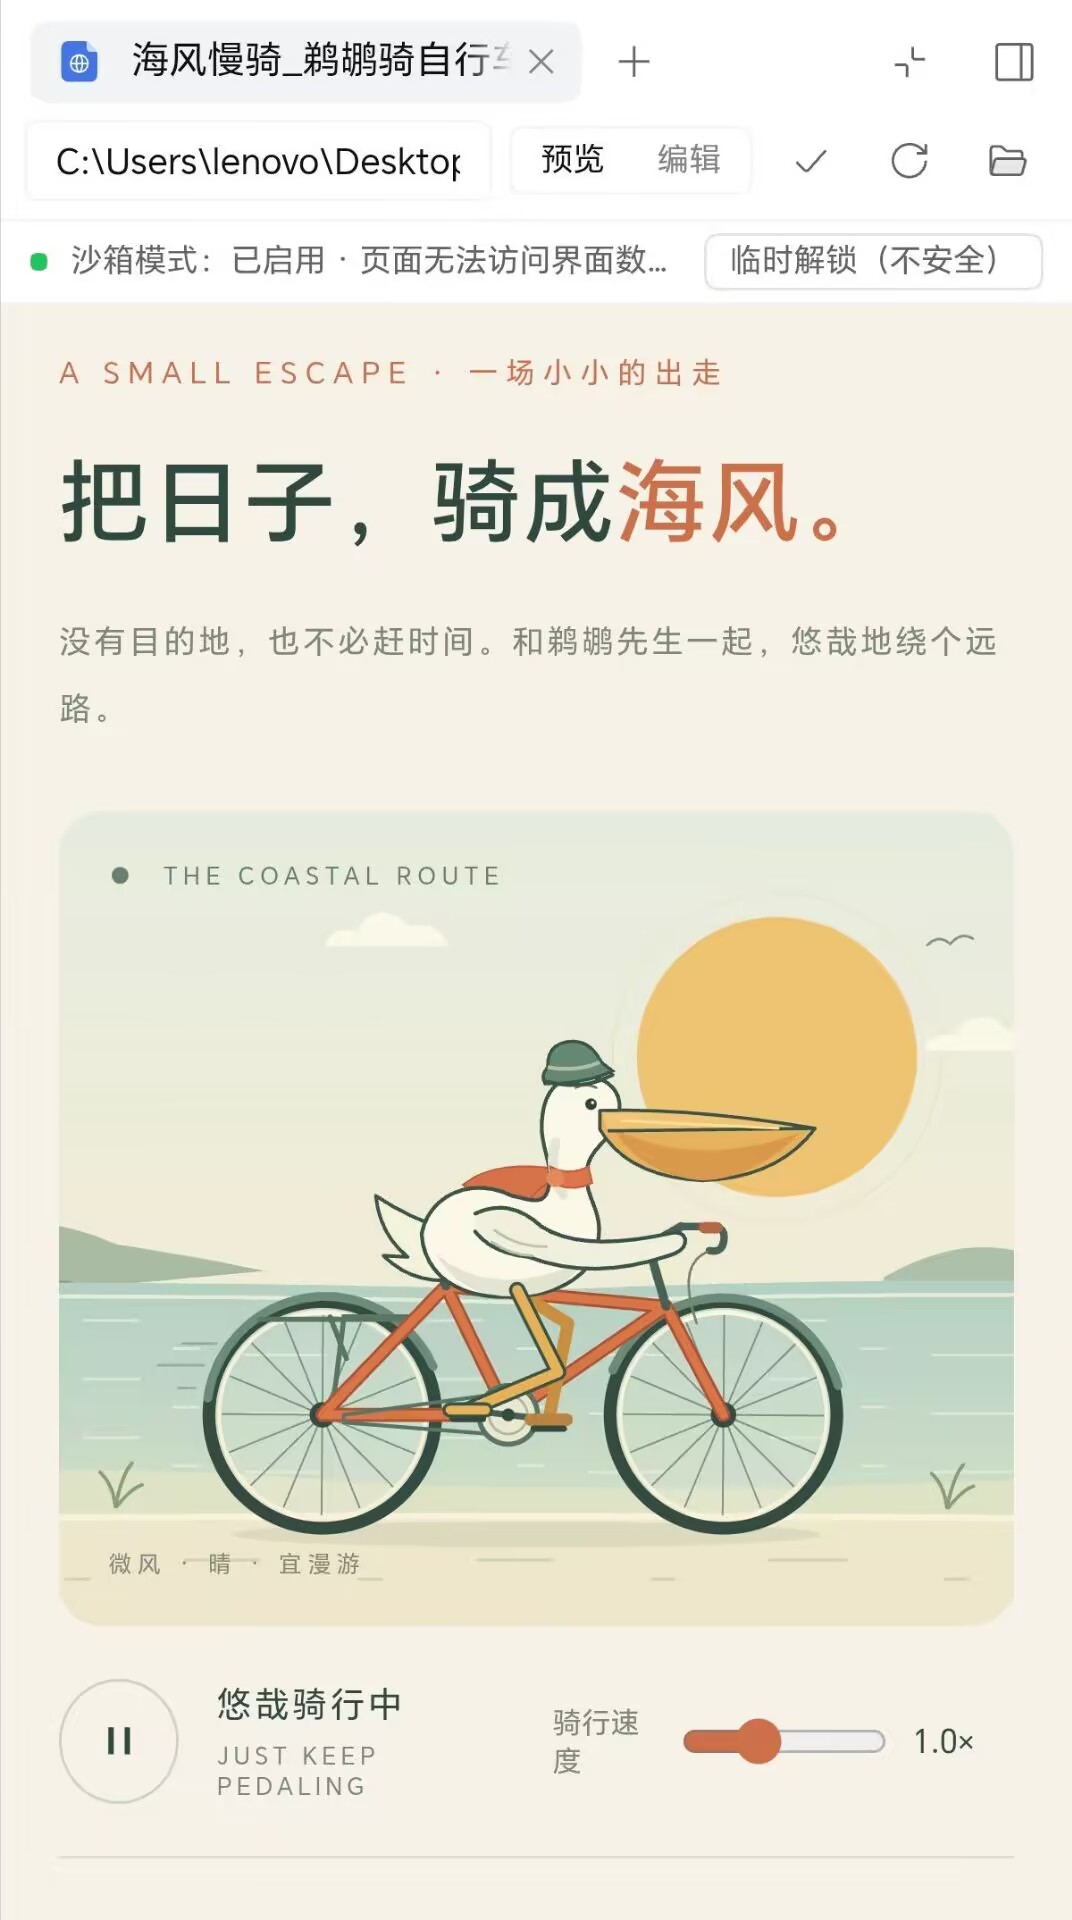 海风慢骑_鹈鹕骑自行
C:\Users\lenovo\Desktop
预览 编辑
沙箱模式：已启用 · 页面无法访问界面数...
临时解锁（不安全）
A SMALL ESCAPE · 一场小小的出走
把日子，骑成海风。
没有目的地，也不必赶时间。和鹈鹕先生一起，悠哉地绕个远
路。
THE COASTAL ROUTE
微风 · 晴 · 宜漫游
悠哉骑行中
JUST KEEP
PEDALING
骑行速
度
1.0×